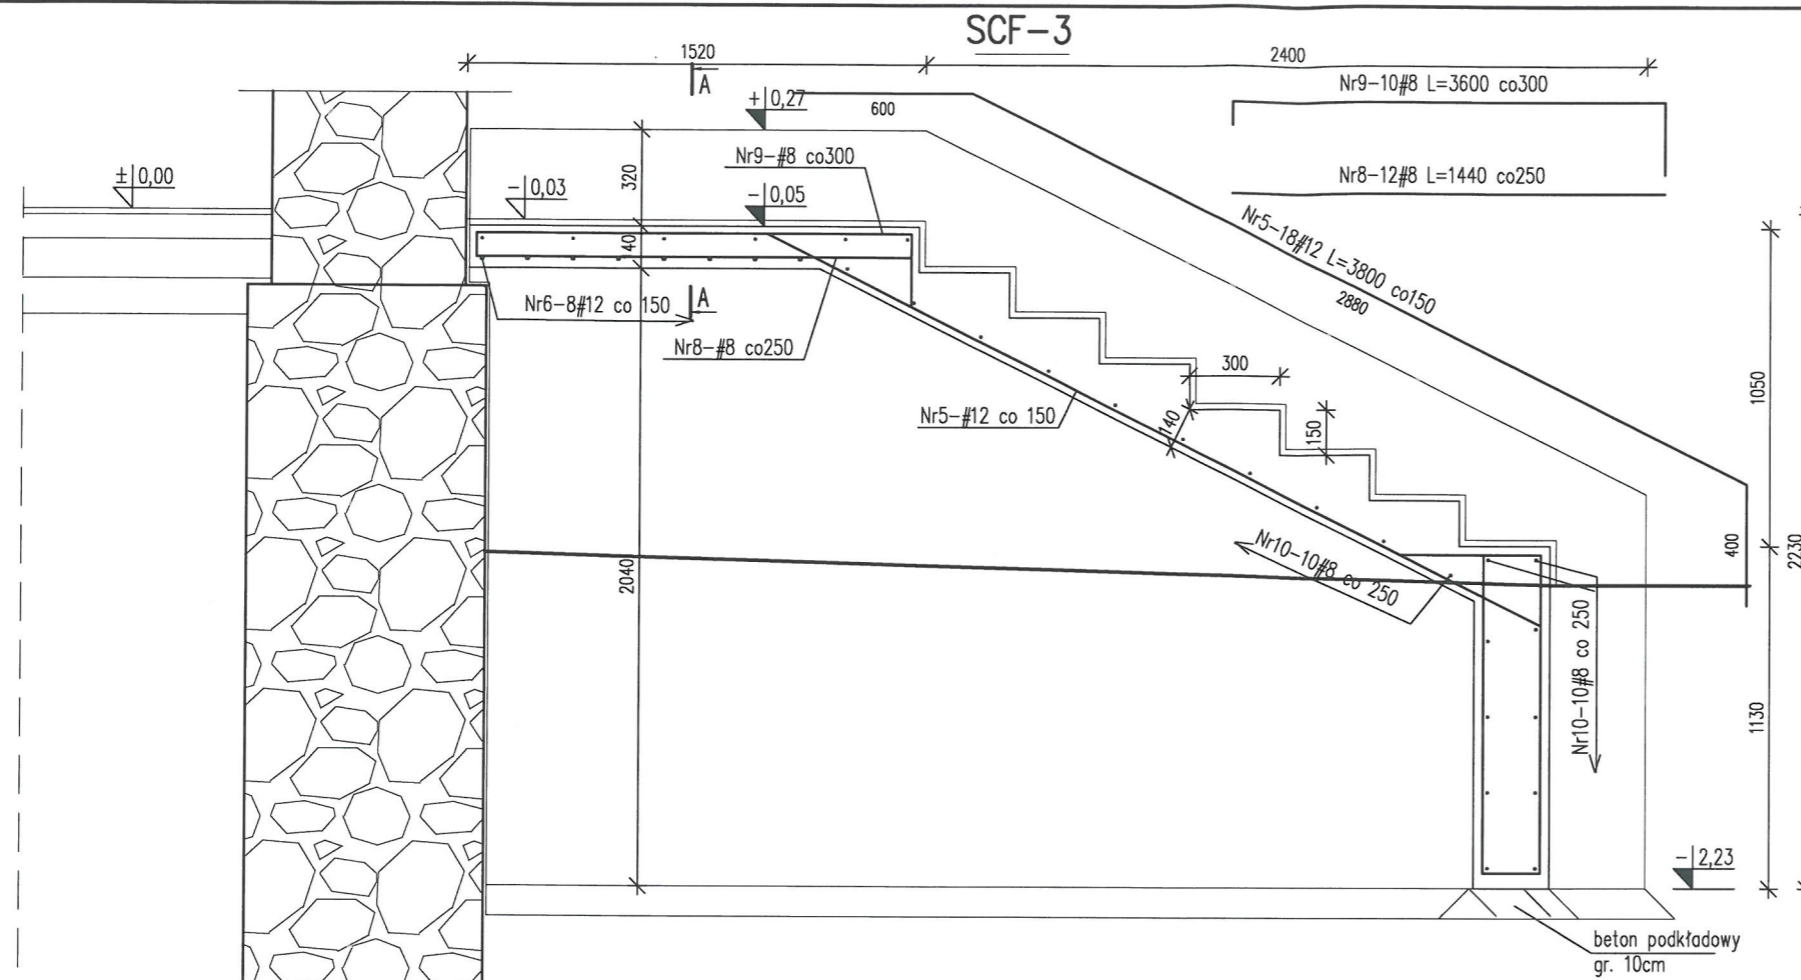 SCF-3
1520
2400
A
+ 0,27
600
Nr9-10#8 L=3600 co300
Nr9-#8 co300
± 0,00
320
- 0,03
- 0,05
Nr8-12#8 L=1440 co250
Nr5-18#12 L=3800 co150
2880
40
Nr6-8#12 co 150
A
Nr8-#8 co250
300
1050
Nr5-#12 co 150
140
150
400
2230
Nr10-10#8 co 250
2040
Nr10-10#8 co 250
1130
- 2,23
beton podkładowy
gr. 10cm